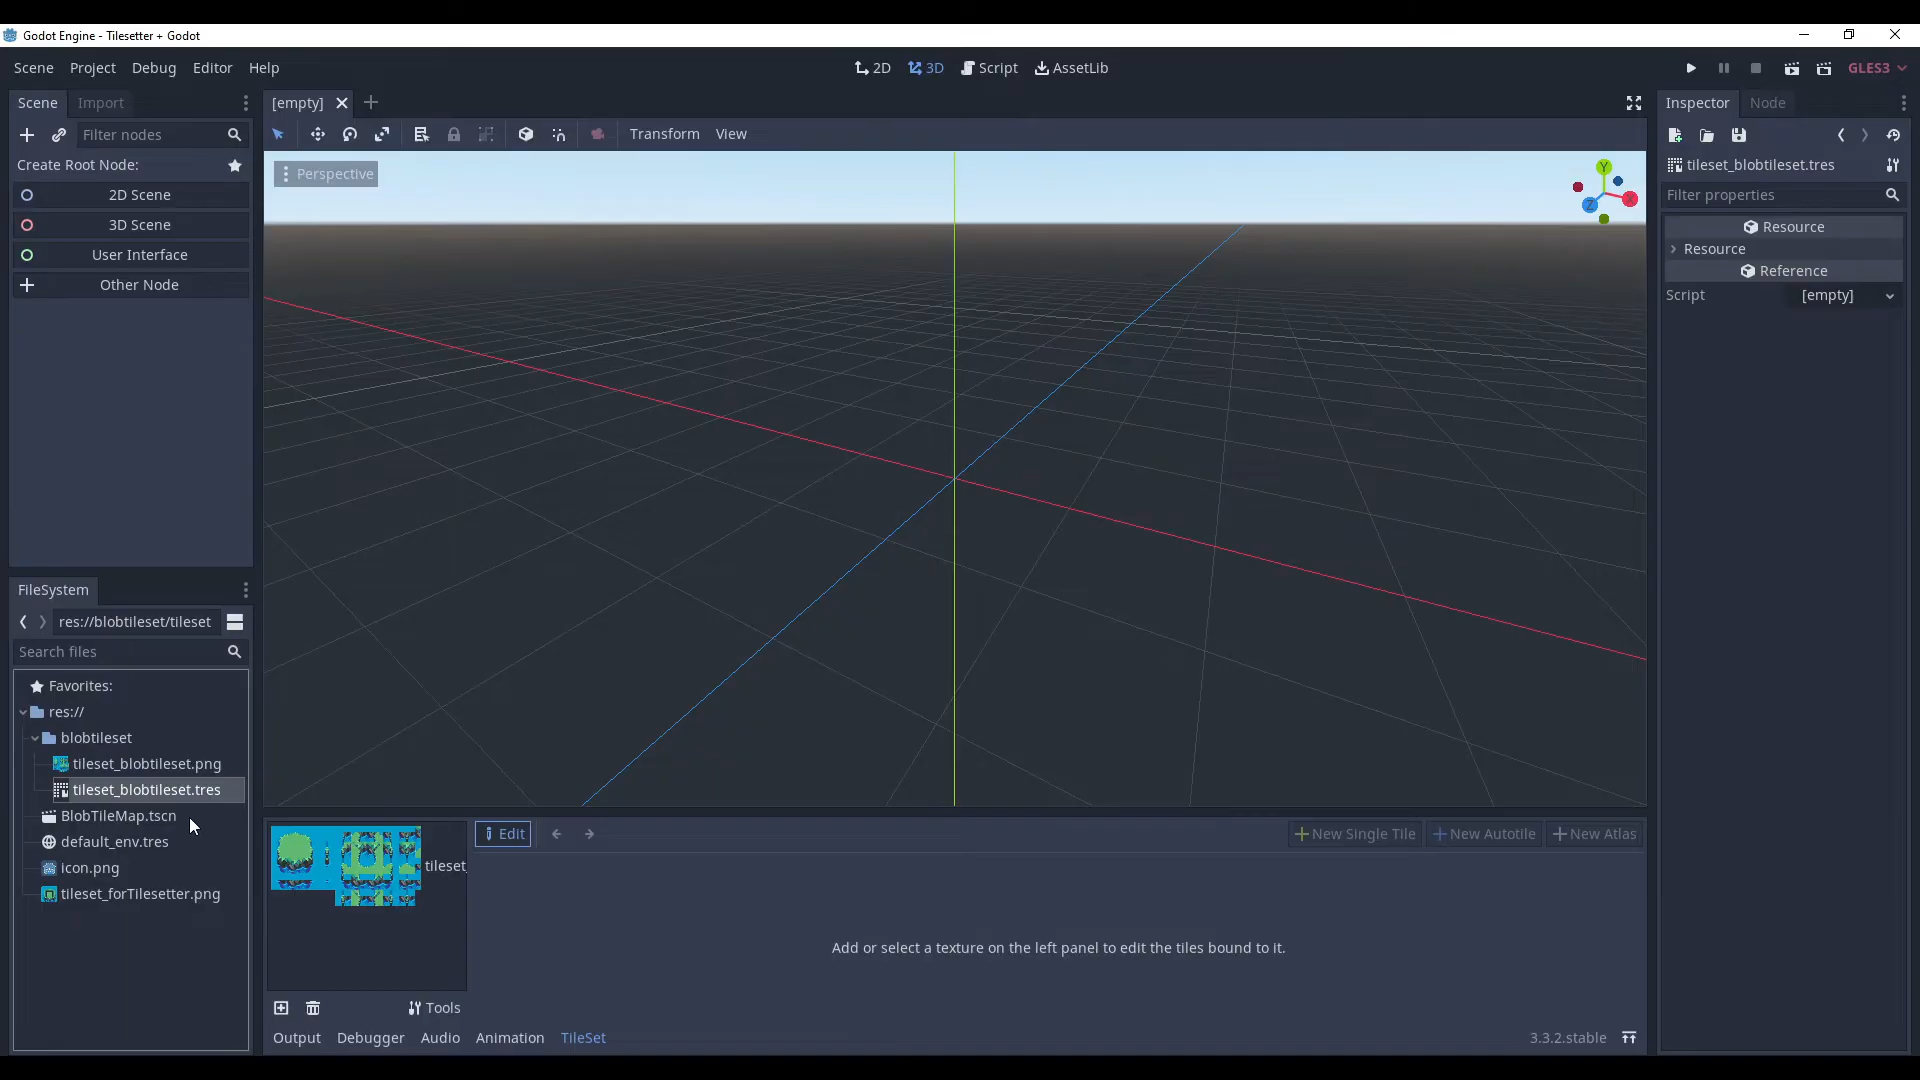 Godot Engine - Tilesetter + Godot
Scene Project Debug Editor Help
2D 3D Script AssetLib
GLES3
Scene Import
Filter nodes
Create Root Node:
2D Scene
3D Scene
User Interface
Other Node
[empty]
Transform View
Perspective
Y
X
Z
Inspector Node
tileset_blobtileset.tres
Filter properties
Resource
Resource
Reference
Script [empty]
FileSystem
res://blobtileset/tileset
Search files
Favorites:
res://
blobtileset
tileset_blobtileset.png
tileset_blobtileset.tres
BlobTileMap.tscn
default_env.tres
icon.png
tileset_forTilesetter.png
tileset_
Edit
New Single Tile New Autotile New Atlas
Add or select a texture on the left panel to edit the tiles bound to it.
Tools
Output Debugger Audio Animation TileSet
3.3.2.stable